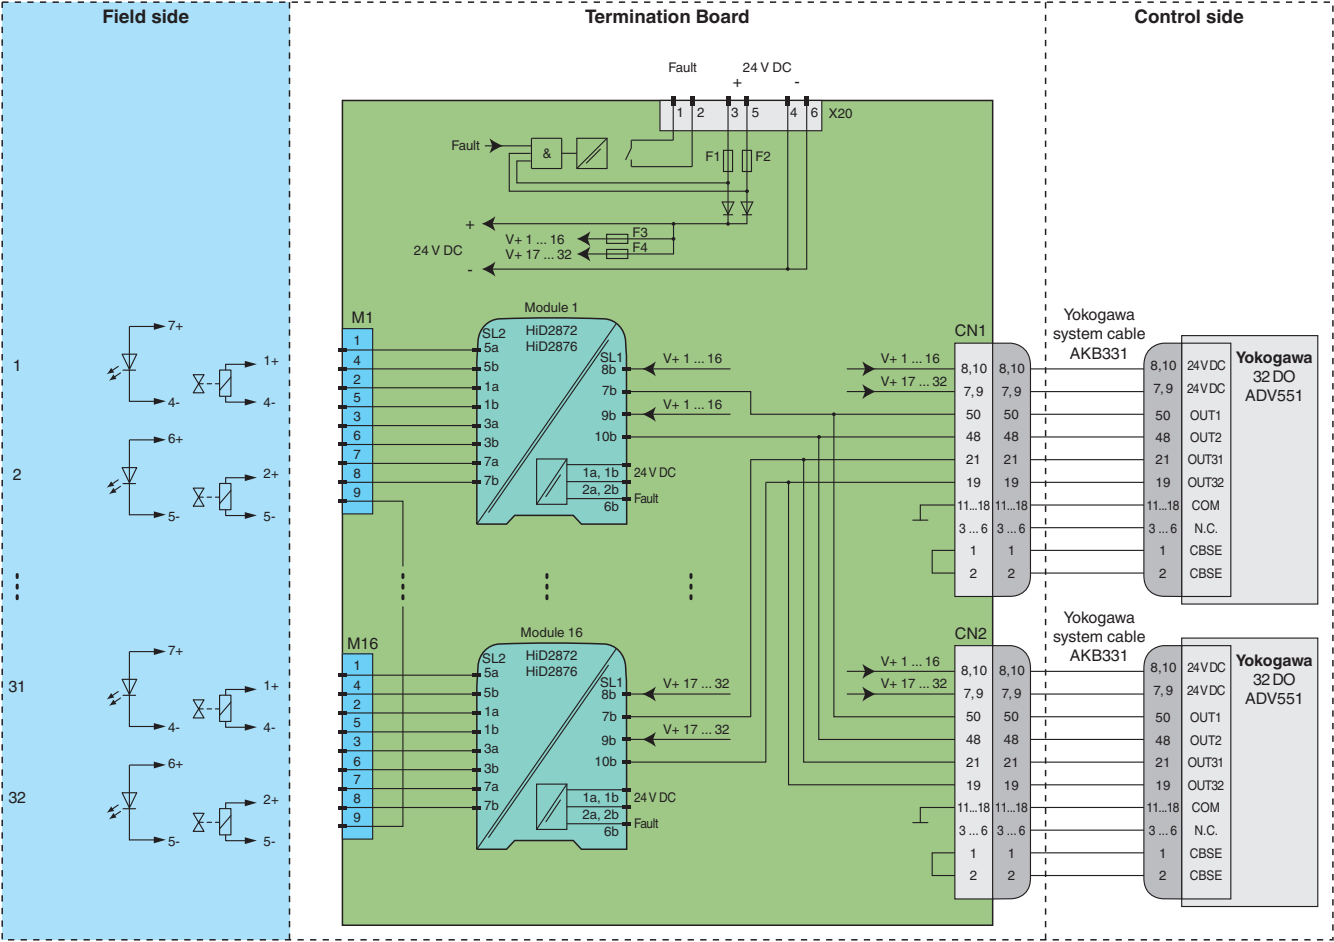 Field side
Termination Board
Control side
Fault
24 V DC
+
-
1 2 3 5 4 6 X20
Fault
&
F1
F2
+
V+ 1 ... 16
F3
24 V DC
V+ 17 ... 32
F4
-
1
7+
4-
1+
4-
2
6+
5-
2+
5-
31
7+
4-
1+
4-
32
6+
5-
2+
5-
M1
1
4
2
5
3
6
7
8
9
Module 1
SL2
HiD2872
HiD2876
5a
5b
1a
1b
3a
3b
7a
7b
SL1
8b
7b
9b
10b
1a, 1b
2a, 2b
6b
24 V DC
Fault
V+ 1 ... 16
V+ 1 ... 16
V+ 1 ... 16
V+ 17 ... 32
CN1
8,10 8,10
7, 9 7, 9
50 50
48 48
21 21
19 19
11...18 11...18
3 ... 6 3 ... 6
1 1
2 2
Yokogawa
system cable
AKB331
8,10 24 V DC
7, 9 24 V DC
50 OUT1
48 OUT2
21 OUT31
19 OUT32
11...18 COM
3 ... 6 N.C.
1 CBSE
2 CBSE
Yokogawa
32 DO
ADV551
M16
1
4
2
5
3
6
7
8
9
Module 16
SL2
HiD2872
HiD2876
5a
5b
1a
1b
3a
3b
7a
7b
SL1
8b
7b
9b
10b
1a, 1b
2a, 2b
6b
24 V DC
Fault
V+ 17 ... 32
V+ 17 ... 32
V+ 1 ... 16
V+ 17 ... 32
CN2
8,10 8,10
7, 9 7, 9
50 50
48 48
21 21
19 19
11...18 11...18
3 ... 6 3 ... 6
1 1
2 2
Yokogawa
system cable
AKB331
8,10 24 V DC
7, 9 24 V DC
50 OUT1
48 OUT2
21 OUT31
19 OUT32
11...18 COM
3 ... 6 N.C.
1 CBSE
2 CBSE
Yokogawa
32 DO
ADV551